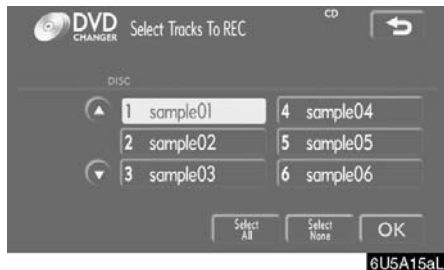 DVD CHANGER Select Tracks To REC CD
DISC
1 sample01 4 sample04
2 sample02 5 sample05
3 sample03 6 sample06
Select All Select None OK
6U5A15aL